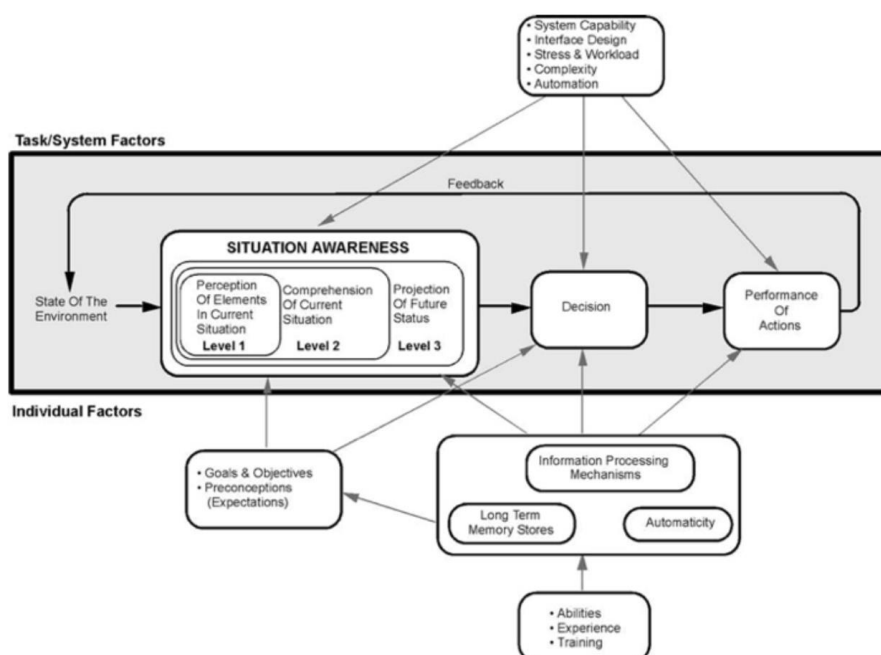 • System Capability
• Interface Design
• Stress & Workload
• Complexity
• Automation
Task/System Factors
Feedback
SITUATION AWARENESS
State Of The
Environment
Perception
Of Elements
In Current
Situation
Level 1
Comprehension
Of Current
Situation
Level 2
Projection
Of Future
Status
Level 3
Decision
Performance
Of
Actions
Individual Factors
• Goals & Objectives
• Preconceptions
(Expectations)
Information Processing
Mechanisms
Long Term
Memory Stores
Automaticity
• Abilities
• Experience
• Training